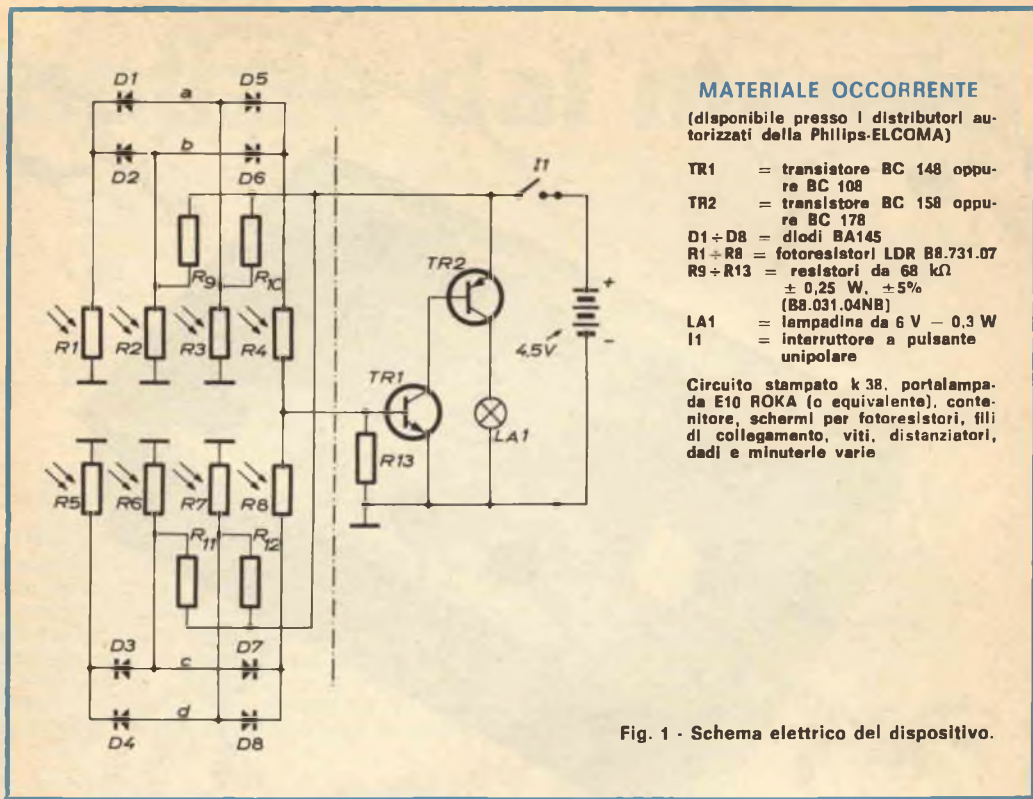 D1
a
D5
D2
b
D6
I1
R9
R10
TR2
+
-
4,5V
R1
R2
R3
R4
TR1
LA1
R13
R5
R6
R7
R8
R11
R12
D3
c
D7
D4
d
D8
MATERIALE OCCORRENTE
(disponibile presso i distributori au-
torizzati della Philips-ELCOMA)
TR1 = transistore BC 148 oppu-
re BC 108
TR2 = transistore BC 158 oppu-
re BC 178
D1÷D8 = diodi BA145
R1÷R8 = fotoresistori LDR B8.731.07
R9÷R13 = resistori da 68 kΩ
± 0,25 W, ±5%
(B8.031.04NB)
LA1 = lampadina da 6 V – 0,3 W
I1 = interruttore a pulsante
unipolare
Circuito stampato k 38, portalampa-
da E10 ROKA (o equivalente), conte-
nitore, schermi per fotoresistori, fili
di collegamento, viti, distanziatori,
dadi e minuterie varie
Fig. 1 - Schema elettrico del dispositivo.